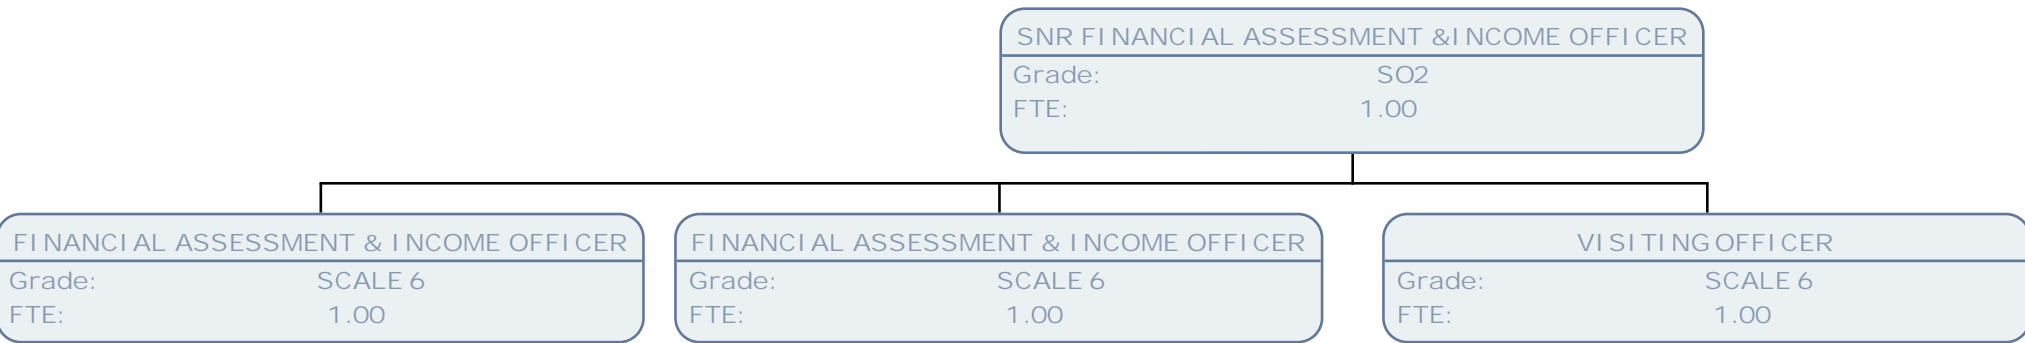 SNR FINANCIAL ASSESSMENT & INCOME OFFICER
Grade: SO2
FTE: 1.00
FINANCIAL ASSESSMENT & INCOME OFFICER
Grade: SCALE 6
FTE: 1.00
FINANCIAL ASSESSMENT & INCOME OFFICER
Grade: SCALE 6
FTE: 1.00
VISITING OFFICER
Grade: SCALE 6
FTE: 1.00